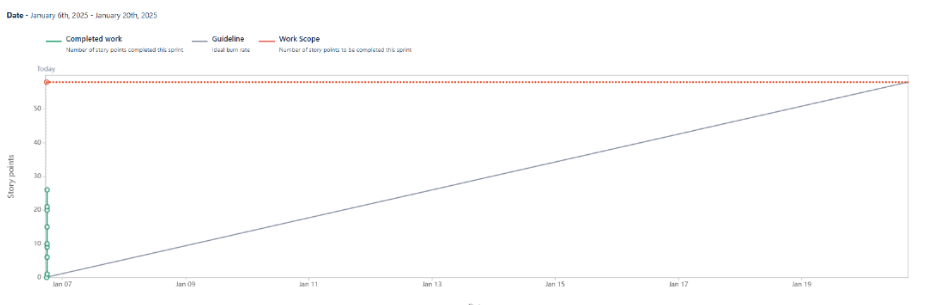 Date - January 6th, 2025 - January 20th, 2025
Completed work Guideline Work Scope
Number of story points completed this sprint Ideal burn rate Number of story points to be completed this sprint
Today
50
40
30
20
10
0
Story points
Jan 07 Jan 09 Jan 11 Jan 13 Jan 15 Jan 17 Jan 19